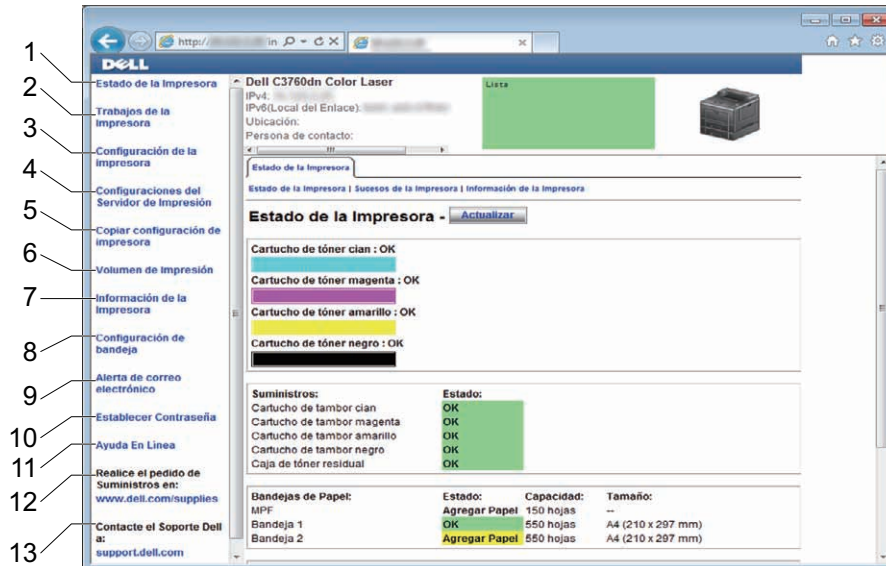 http:// in
DELL
1
2
3
4
5
6
7
8
9
10
11
12
13
Estado de la Impresora
Trabajos de la
impresora
Configuración de la
impresora
Configuraciones del
Servidor de Impresión
Copiar configuración de
impresora
Volumen de Impresión
Información de la
Impresora
Configuración de
bandeja
Alerta de correo
electrónico
Establecer Contraseña
Ayuda En Linea
Realice el pedido de
Suministros en:
www.dell.com/supplies
Contacte el Soporte Dell
a:
support.dell.com
Dell C3760dn Color Laser
IPv4:
IPv6(Local del Enlace):
Ubicación:
Persona de contacto:
Lista
Estado de la Impresora
Estado de la Impresora | Sucesos de la Impresora | Información de la Impresora
Estado de la Impresora - Actualizar
Cartucho de tóner cian : OK
Cartucho de tóner magenta : OK
Cartucho de tóner amarillo : OK
Cartucho de tóner negro : OK
Suministros: Estado:
Cartucho de tambor cian OK
Cartucho de tambor magenta OK
Cartucho de tambor amarillo OK
Cartucho de tambor negro OK
Caja de tóner residual OK
Bandejas de Papel: Estado: Capacidad: Tamaño:
MPF Agregar Papel 150 hojas --
Bandeja 1 OK 550 hojas A4 (210 x 297 mm)
Bandeja 2 Agregar Papel 550 hojas A4 (210 x 297 mm)